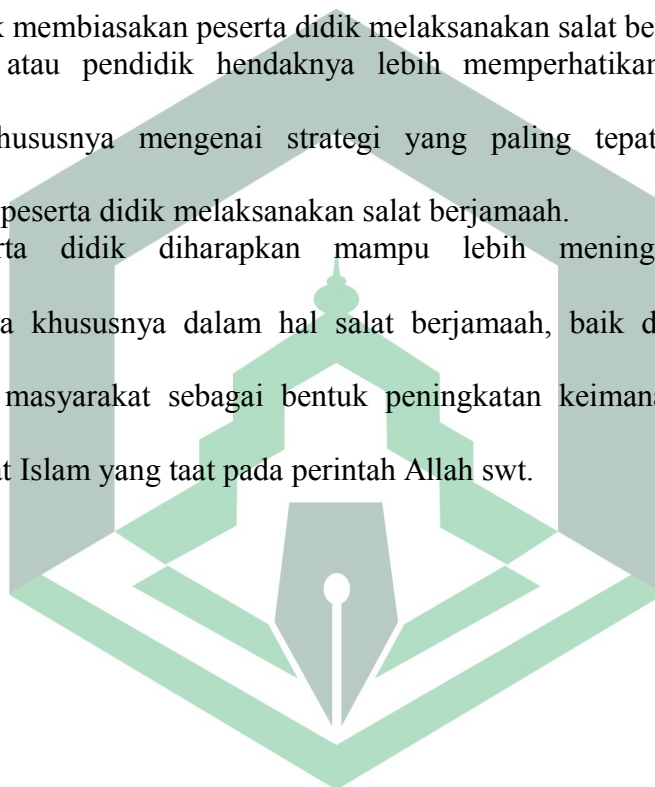 membiasakan peserta didik melaksanakan salat be
atau pendidik hendaknya lebih memperhatikan
hususnya mengenai strategi yang paling tepat
peserta didik melaksanakan salat berjamaah.
rta didik diharapkan mampu lebih mening
a khususnya dalam hal salat berjamaah, baik d
masyarakat sebagai bentuk peningkatan keiman
t Islam yang taat pada perintah Allah swt.